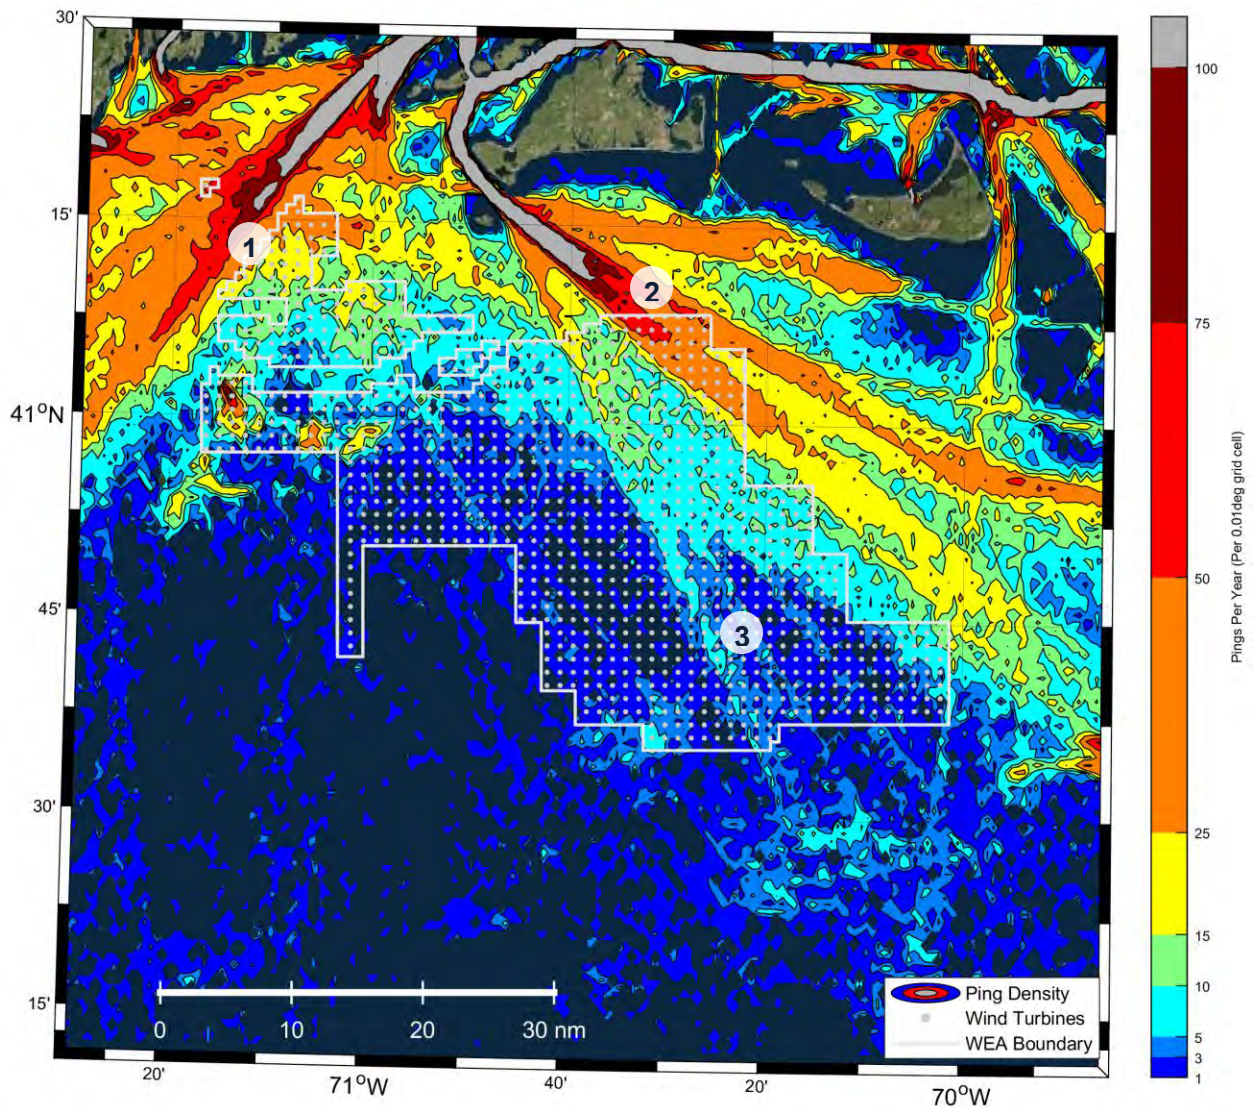 30'
15'
41°N
45'
30'
15'
20'
71°W
40'
20'
70°W
1
2
3
0
10
20
30 nm
Ping Density
Wind Turbines
WEA Boundary
100
75
50
25
15
10
5
3
1
Pings Per Year (Per 0.01deg grid cell)